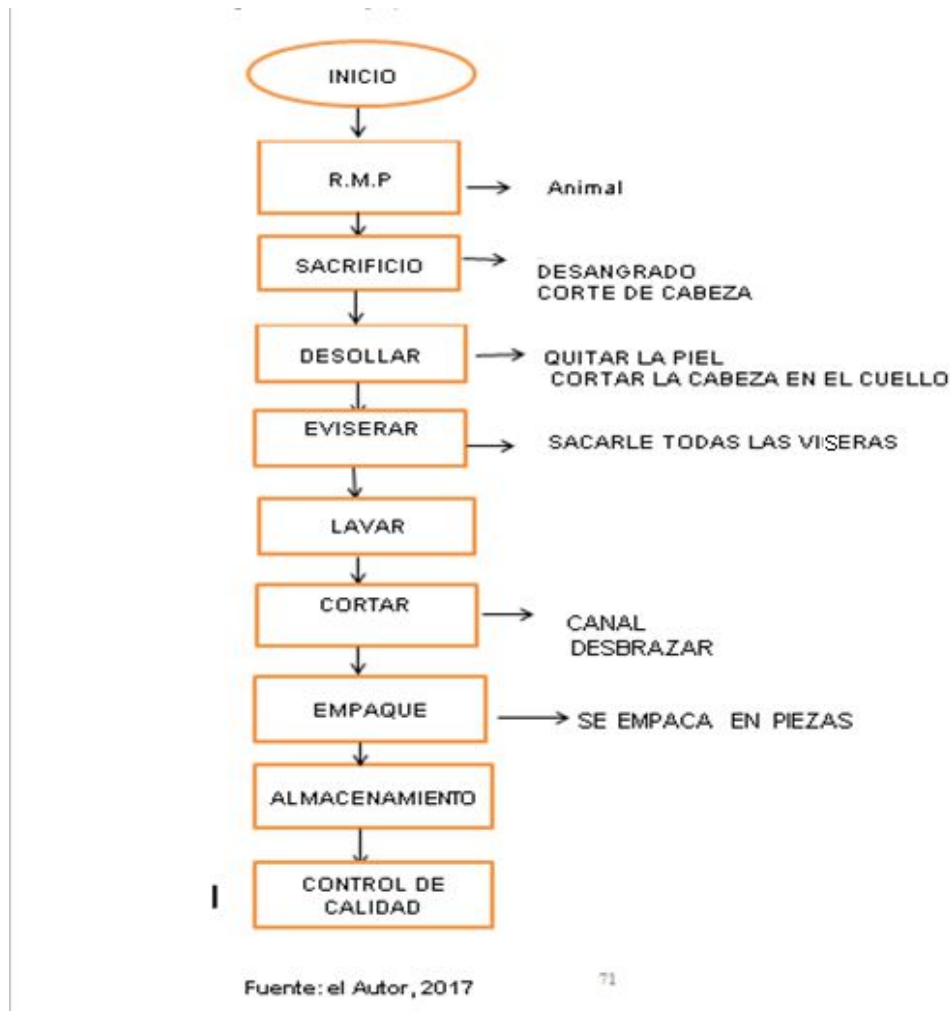 INICIO
R.M.P
Animal
SACRIFICIO
DESANGRADO
CORTE DE CABEZA
DESOLLAR
QUITAR LA PIEL
CORTAR LA CABEZA EN EL CUELLO
EVISERAR
SACARLE TODAS LAS VISERAS
LAVAR
CORTAR
CANAL
DESBRAZAR
EMPAQUE
SE EMPACA EN PIEZAS
ALMACENAMIENTO
CONTROL DE
CALIDAD
Fuente: el Autor, 2017
71